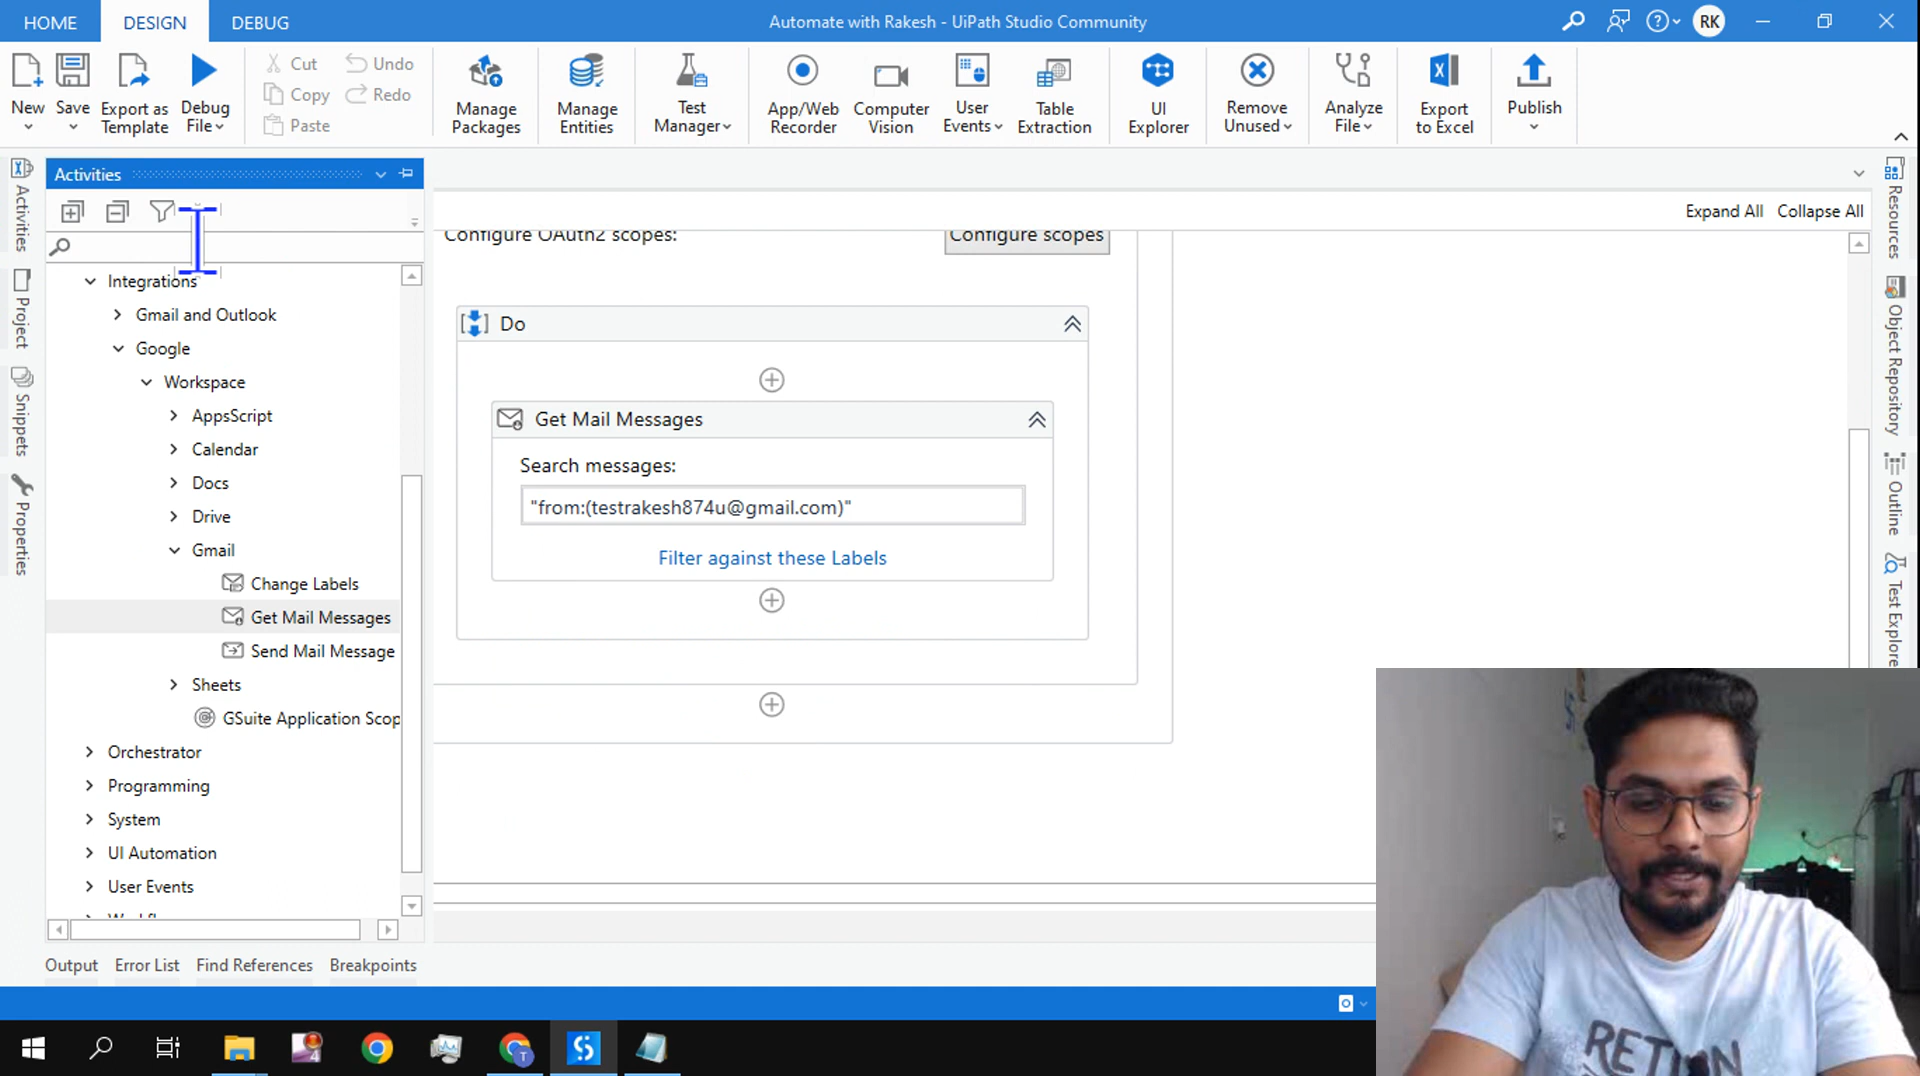 HOME DESIGN DEBUG Automate with Rakesh - UiPath Studio Community RK
New
Save
Export as
Template
Debug
File
Cut
Copy
Paste
Undo
Redo
Manage
Packages
Manage
Entities
Test
Manager
App/Web
Recorder
Computer
Vision
User
Events
Table
Extraction
UI
Explorer
Remove
Unused
Analyze
File
Export
to Excel
Publish
Activities
Project
Snippets
Properties
Activities
Integrations
Gmail and Outlook
Google
Workspace
AppsScript
Calendar
Docs
Drive
Gmail
Change Labels
Get Mail Messages
Send Mail Message
Sheets
GSuite Application Scop
Orchestrator
Programming
System
UI Automation
User Events
Expand All Collapse All
Configure OAuth2 scopes: Configure scopes
Do
Get Mail Messages
Search messages:
"from:(testrakesh874u@gmail.com)"
Filter against these Labels
Resources
Object Repository
Outline
Test Explore
Output Error List Find References Breakpoints